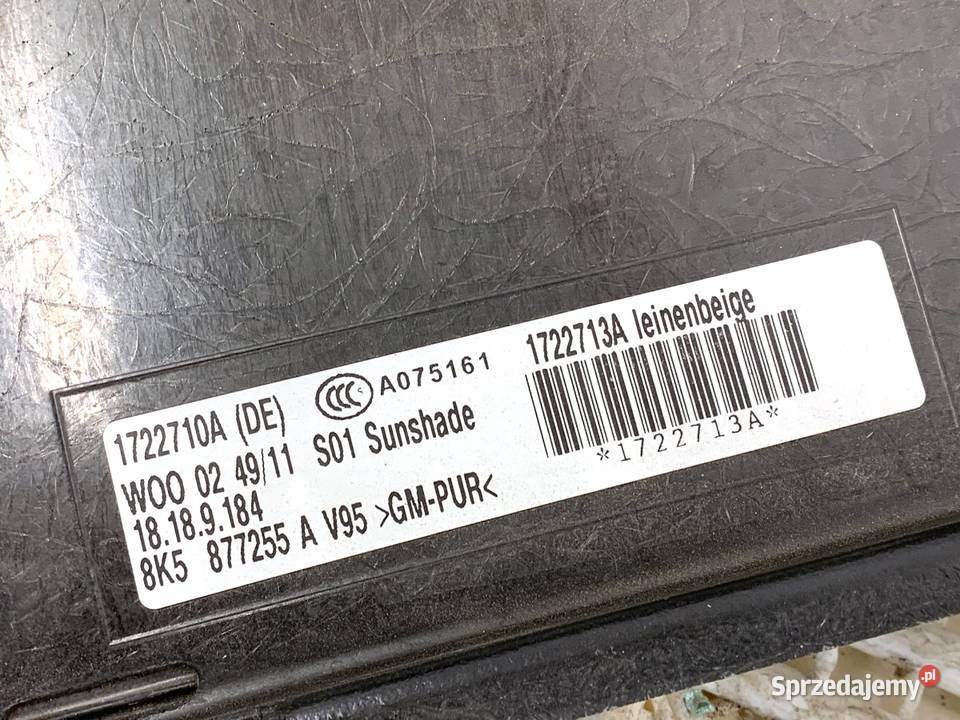 1722710A (DE) CCC S A075161 1722713A leinenbeige
WOO 02 49/11 S01 Sunshade
18.18.9.184
8K5 877255 A V95 >GM-PUR<
*1722713A*
Sprzedajemy.pl